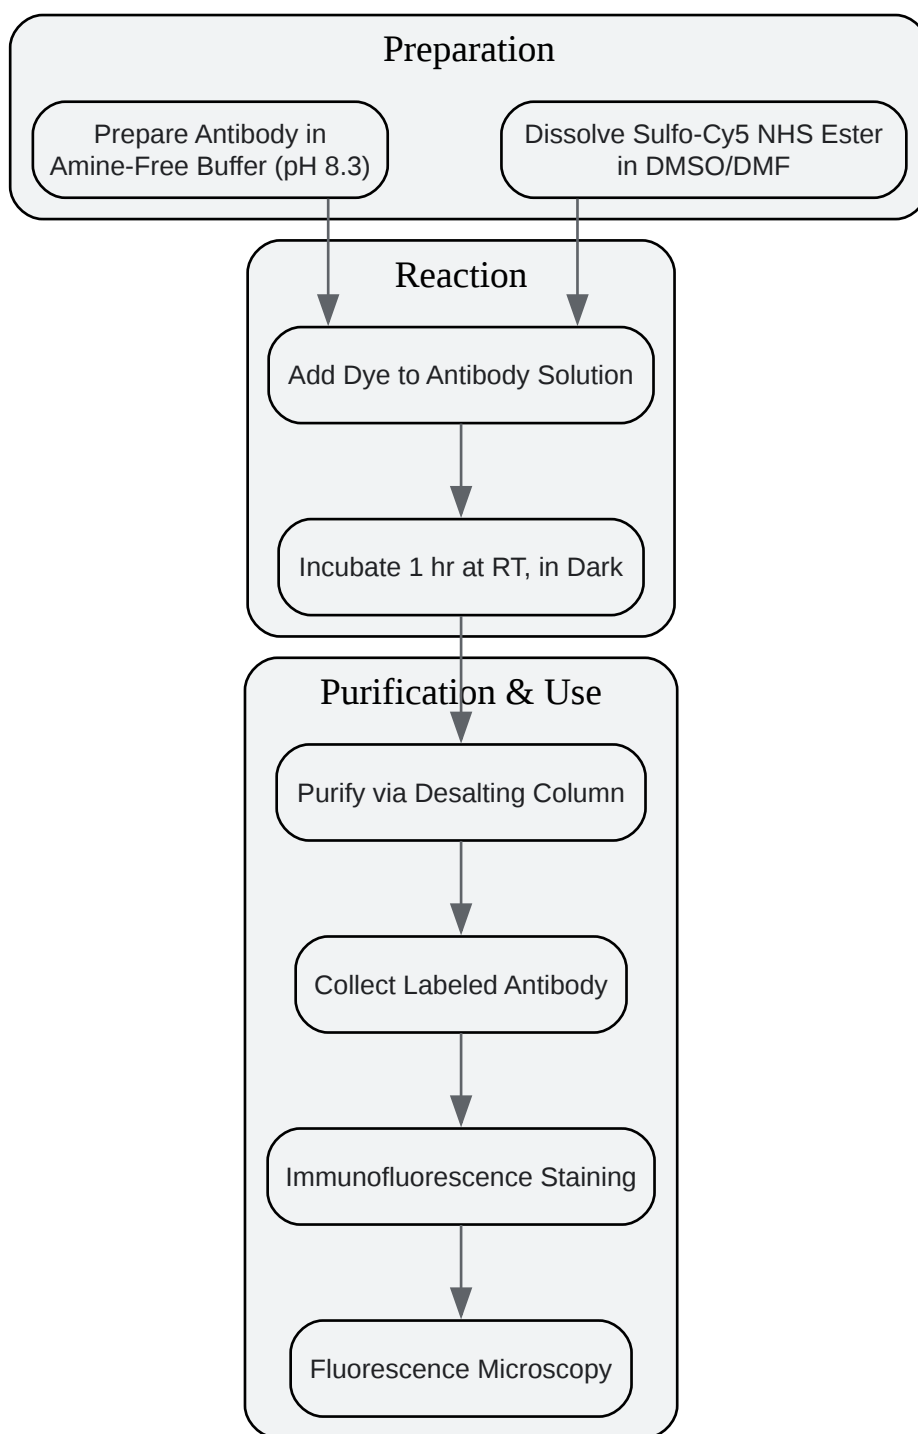 Preparation
Prepare Antibody in
Amine-Free Buffer (pH 8.3)
Dissolve Sulfo-Cy5 NHS Ester
in DMSO/DMF
Reaction
Add Dye to Antibody Solution
Incubate 1 hr at RT, in Dark
Purification & Use
Purify via Desalting Column
Collect Labeled Antibody
Immunofluorescence Staining
Fluorescence Microscopy